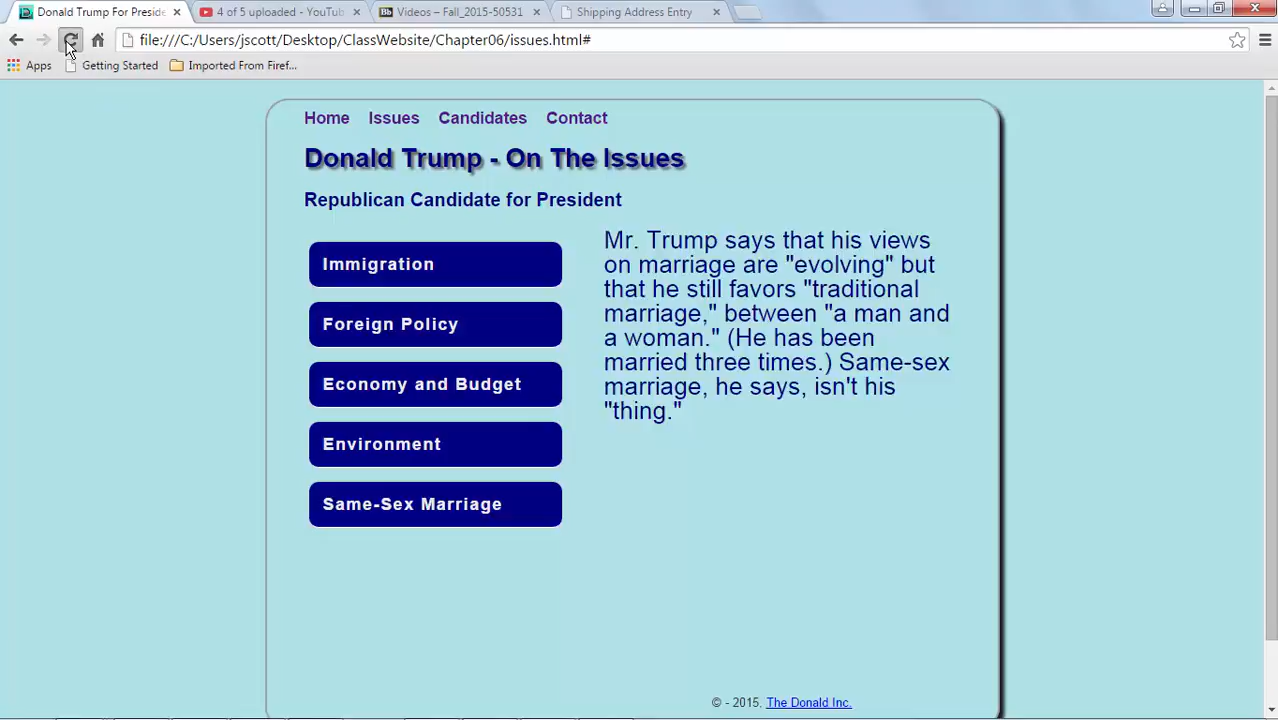 Donald Trump For Preside
4 of 5 uploaded - YouTub
Bb Videos – Fall_2015-50531
Shipping Address Entry
file:///C:/Users/jscott/Desktop/ClassWebsite/Chapter06/issues.html#
Apps Getting Started Imported From Firef...
Home Issues Candidates Contact
Donald Trump - On The Issues
Republican Candidate for President
Immigration
Foreign Policy
Economy and Budget
Environment
Same-Sex Marriage
Mr. Trump says that his views
on marriage are "evolving" but
that he still favors "traditional
marriage," between "a man and
a woman." (He has been
married three times.) Same-sex
marriage, he says, isn't his
"thing."
© - 2015. The Donald Inc.